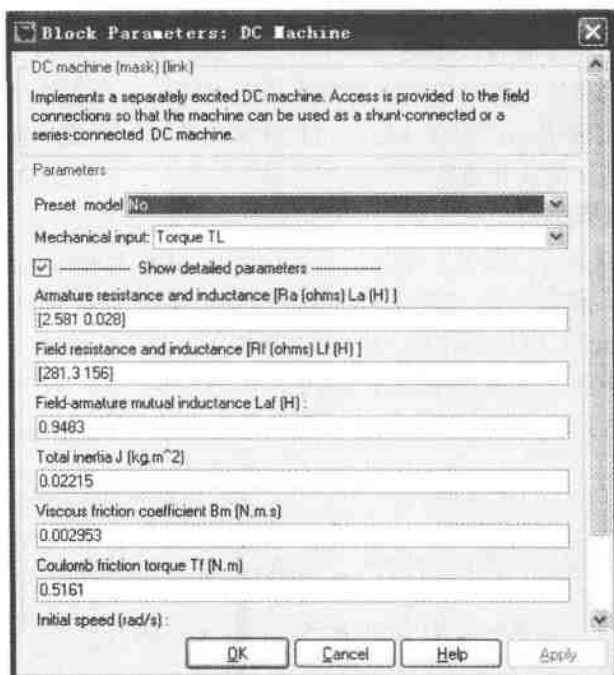 Block Parameters: DC Machine
DC machine (mask) (link)
Implements a separately excited DC machine. Access is provided to the field
connections so that the machine can be used as a shunt-connected or a
series-connected DC machine.
Parameters
Preset model No
Mechanical input: Torque TL
-------------- Show detailed parameters --------------
Armature resistance and inductance [Ra (ohms) La (H) ]
[2.581 0.028]
Field resistance and inductance [Rf (ohms) Lf (H) ]
[281.3 156]
Field-armature mutual inductance Laf (H) :
0.9483
Total inertia J (kg.m^2)
0.02215
Viscous friction coefficient Bm (N.m.s)
0.002953
Coulomb friction torque Tf (N.m)
0.5161
Initial speed (rad/s) :
OK Cancel Help Apply